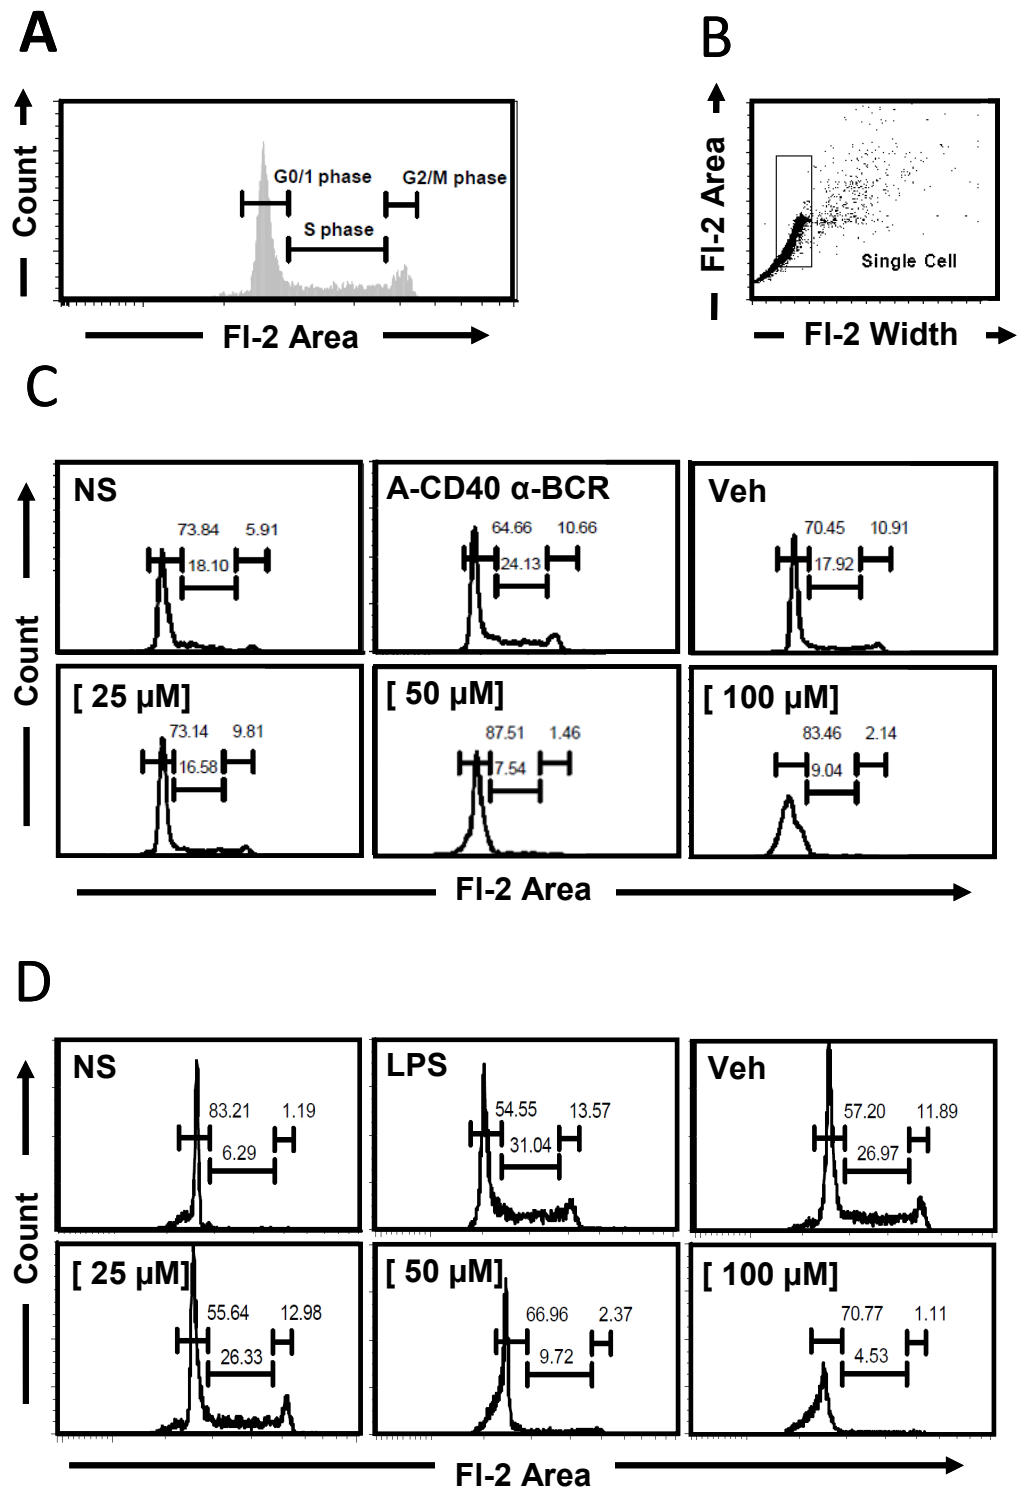 A
B
Count
G0/1 phase
G2/M phase
S phase
Fl-2 Area
Fl-2 Area
Single Cell
Fl-2 Width
C
Count
NS
73.84 5.91
18.10
A-CD40 α-BCR
64.66 10.66
24.13
Veh
70.45 10.91
17.92
[ 25 µM]
73.14 9.81
16.58
[ 50 µM]
87.51 1.46
7.54
[ 100 µM]
83.46 2.14
9.04
Fl-2 Area
D
Count
NS
83.21 1.19
6.29
LPS
54.55 13.57
31.04
Veh
57.20 11.89
26.97
[ 25 µM]
55.64 12.98
26.33
[ 50 µM]
66.96 2.37
9.72
[ 100 µM]
70.77 1.11
4.53
Fl-2 Area